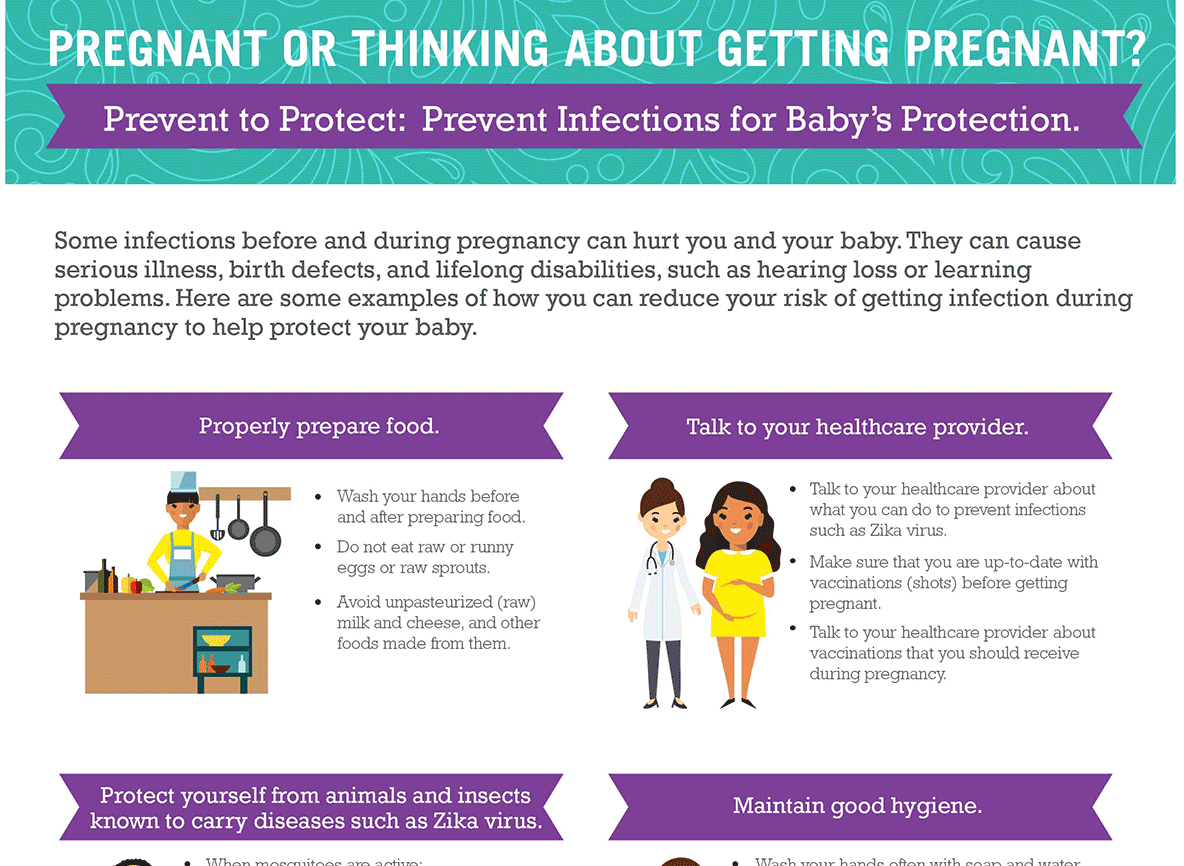 PREGNANT OR THINKING ABOUT GETTING PREGNANT?
Prevent to Protect: Prevent Infections for Baby's Protection.
Some infections before and during pregnancy can hurt you and your baby. They can cause
serious illness, birth defects, and lifelong disabilities, such as hearing loss or learning
problems. Here are some examples of how you can reduce your risk of getting infection during
pregnancy to help protect your baby.
Properly prepare food.
• Wash your hands before
and after preparing food.
• Do not eat raw or runny
eggs or raw sprouts.
• Avoid unpasteurized (raw)
milk and cheese, and other
foods made from them.
Talk to your healthcare provider.
• Talk to your healthcare provider about
what you can do to prevent infections
such as Zika virus.
• Make sure that you are up-to-date with
vaccinations (shots) before getting
pregnant.
• Talk to your healthcare provider about
vaccinations that you should receive
during pregnancy.
Protect yourself from animals and insects
known to carry diseases such as Zika virus.
• When mosquitoes are active:
Maintain good hygiene.
• Wash your hands often with soap and water